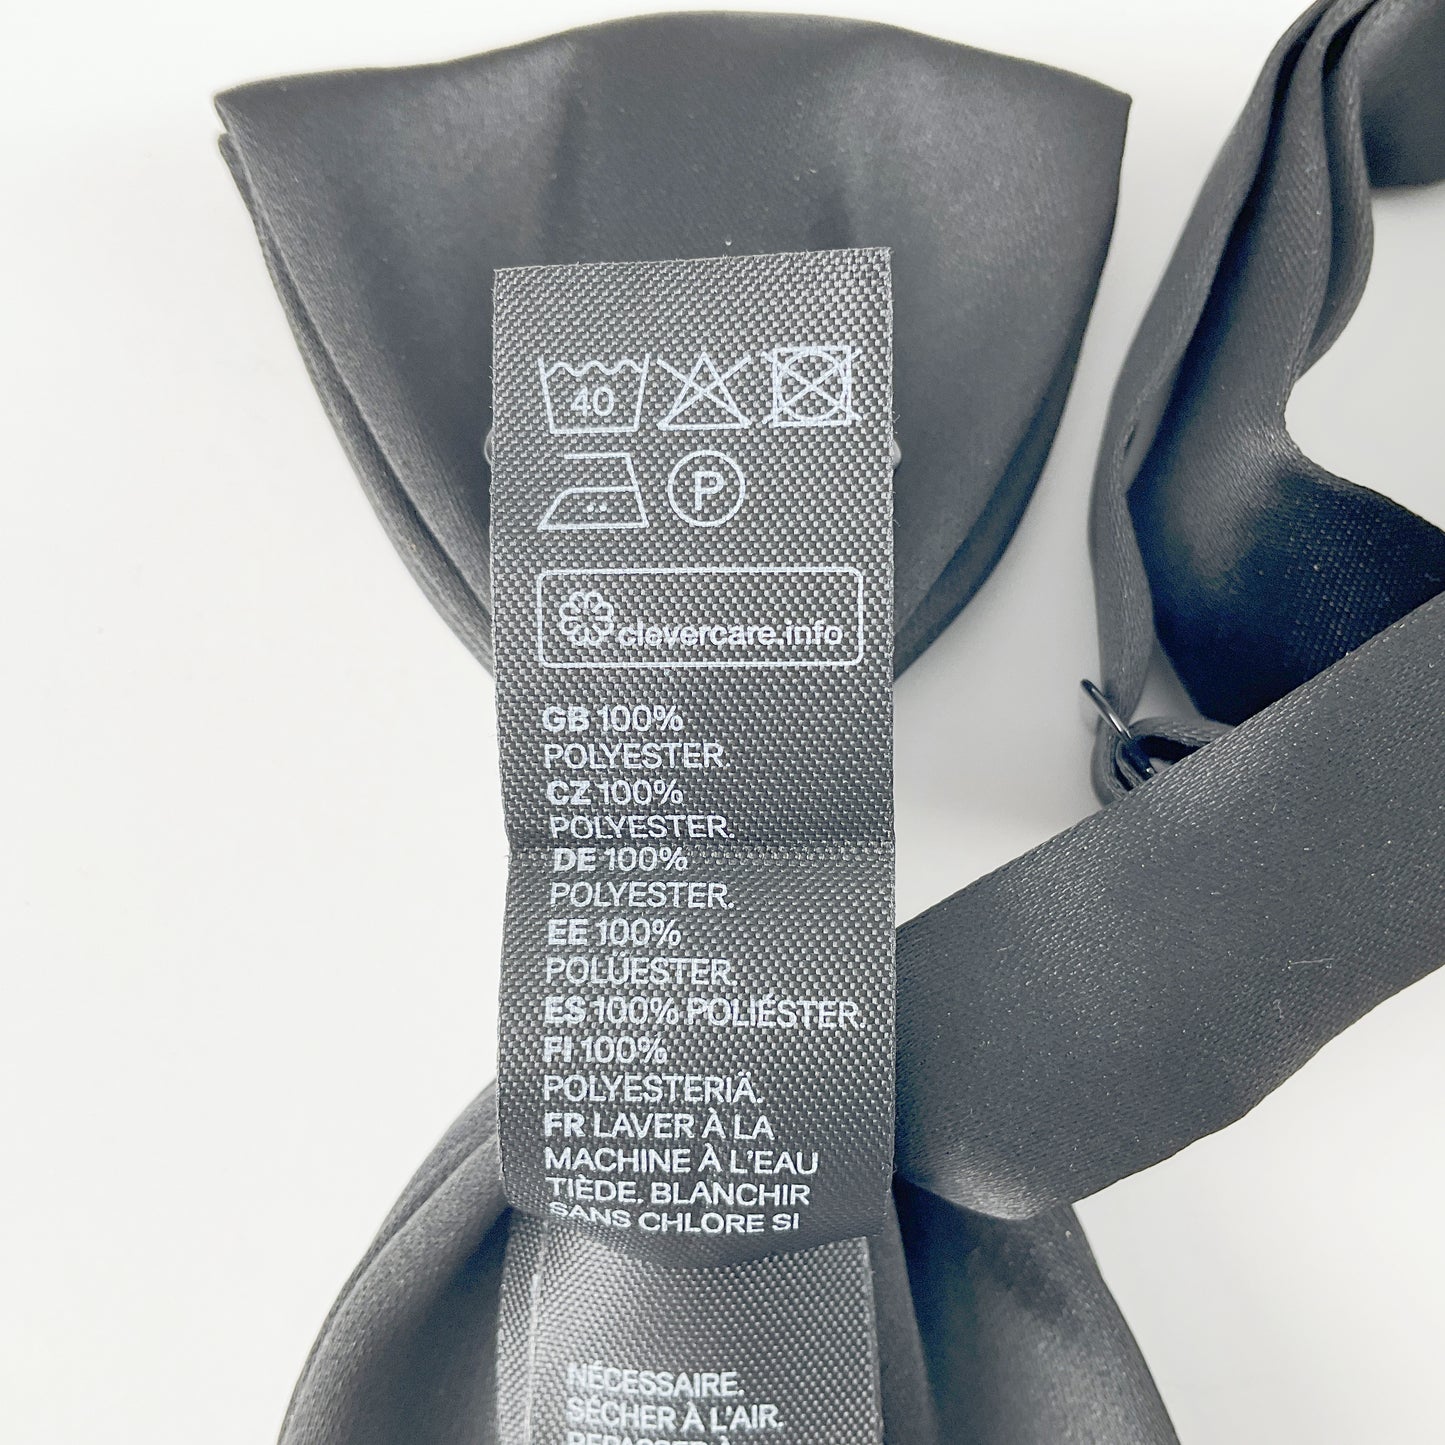 40
P
clevercare.info
GB 100%
POLYESTER.
CZ 100%
POLYESTER.
DE 100%
POLYESTER.
EE 100%
POLÜESTER.
ES 100% POLIÉSTER.
FI 100%
POLYESTERIÄ.
FR LAVER À LA
MACHINE À L'EAU
TIÈDE. BLANCHIR
SANS CHLORE SI
NÉCESSAIRE.
SÉCHER À L'AIR.
REPASSER À